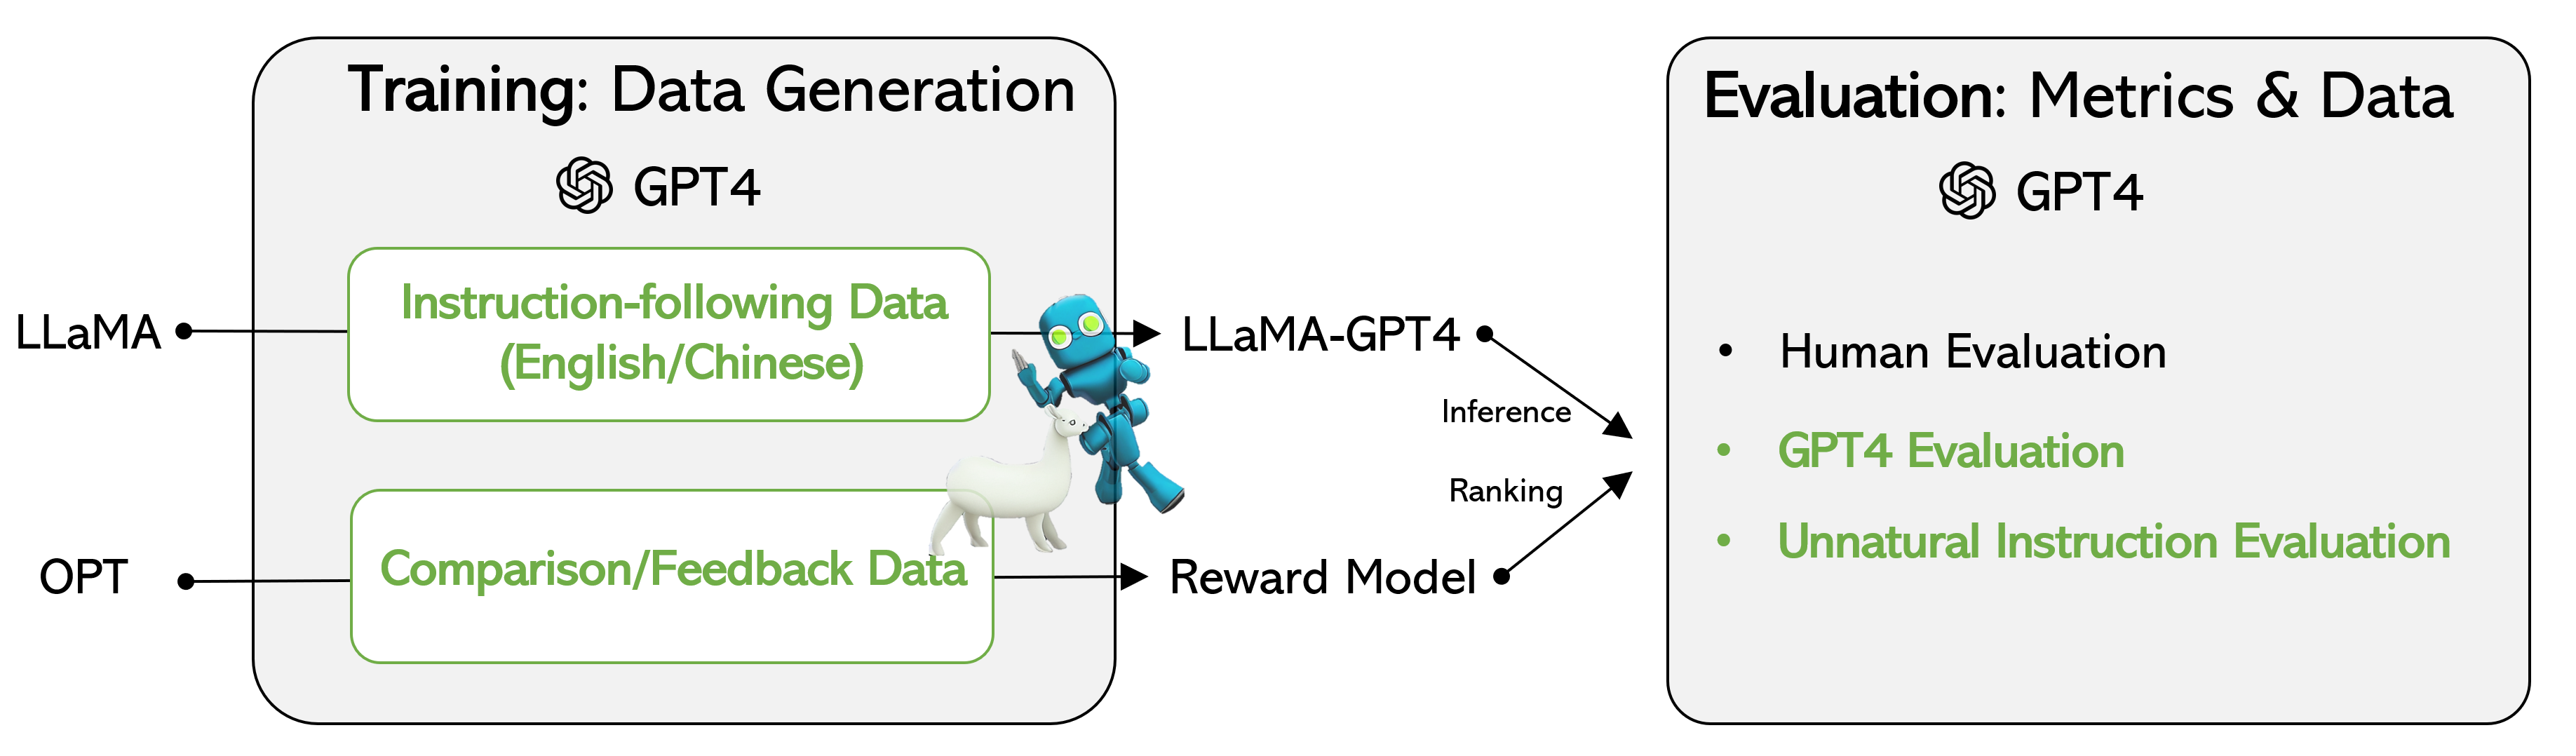 Training: Data Generation
GPT4
LLaMA
Instruction-following Data
(English/Chinese)
LLaMA-GPT4
Inference
Ranking
OPT
Comparison/Feedback Data
Reward Model
Evaluation: Metrics & Data
GPT4
• Human Evaluation
• GPT4 Evaluation
• Unnatural Instruction Evaluation